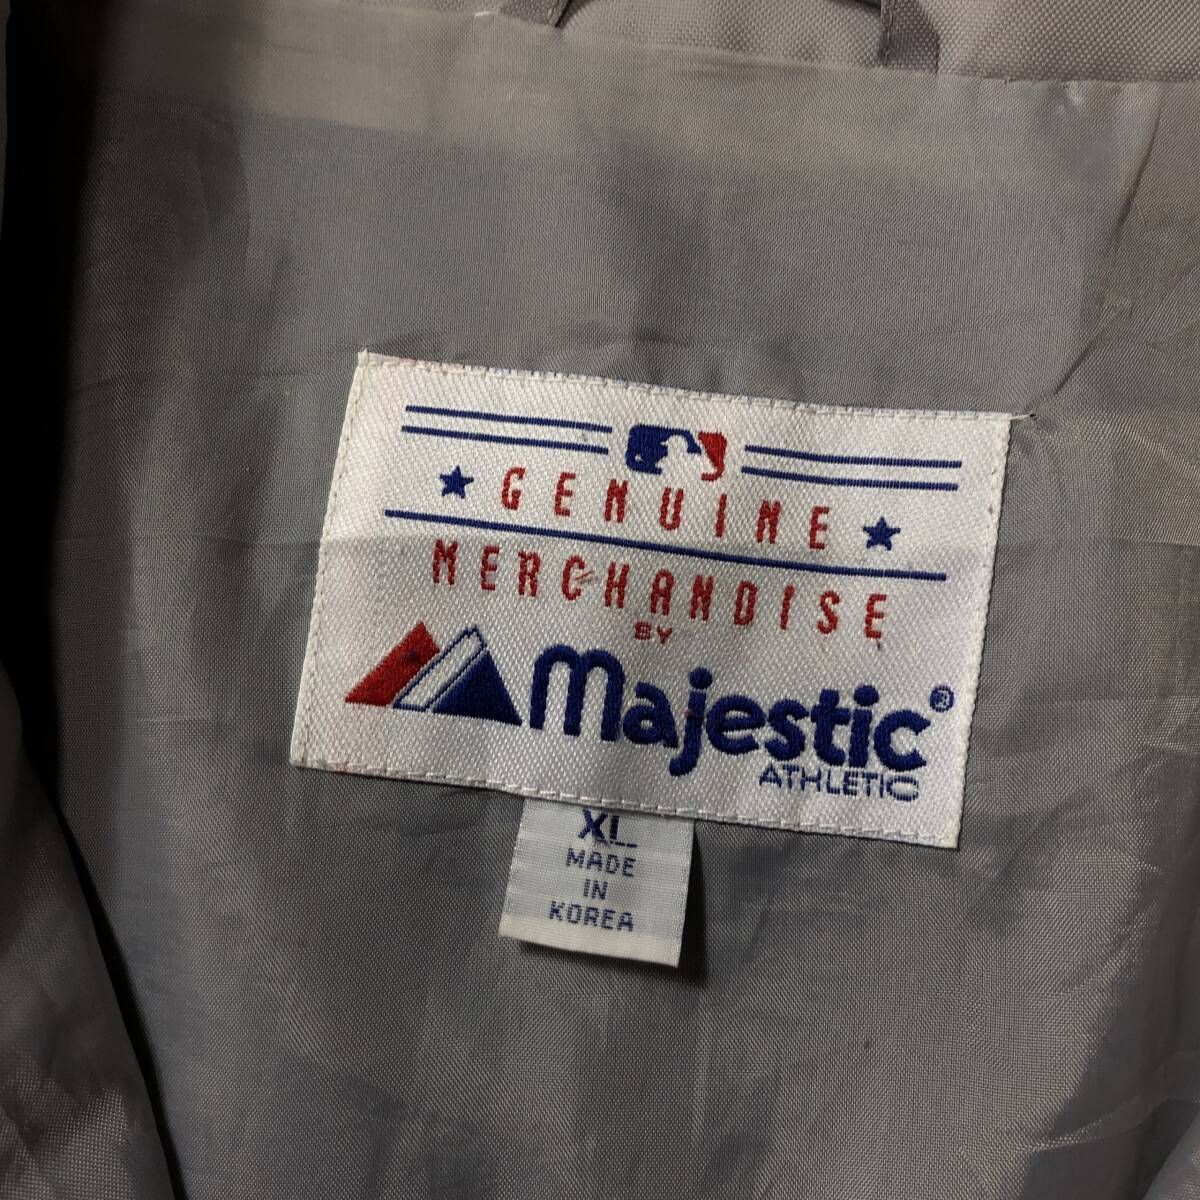 GENUINE
MERCHANDISE
BY
Majestic®
ATHLETIC
XL
MADE
IN
KOREA